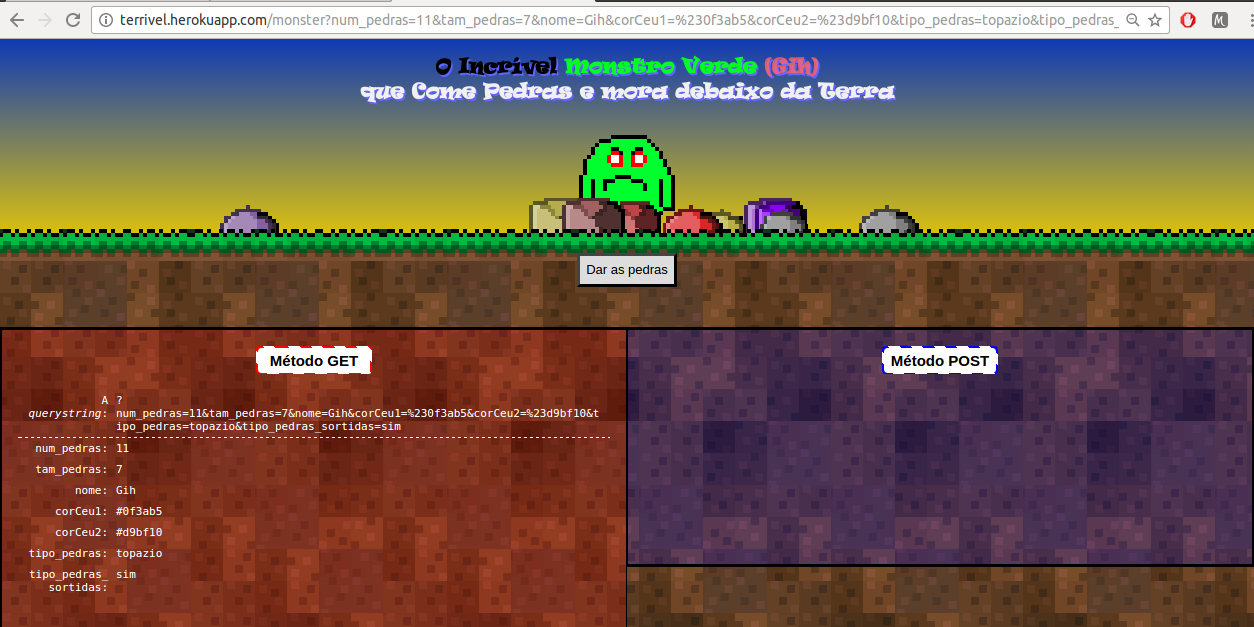 terrivel.herokuapp.com/monster?num_pedras=11&tam_pedras=7&nome=Gih&corCeu1=%230f3ab5&corCeu2=%23d9bf10&tipo_pedras=topazio&tipo_pedras_
O Incrível Monstro Verde (Gih)
que Come Pedras e mora debaixo da Terra
Dar as pedras
Método GET
A ?
querystring: num_pedras=11&tam_pedras=7&nome=Gih&corCeu1=%230f3ab5&corCeu2=%23d9bf10&t
ipo_pedras=topazio&tipo_pedras_sortidas=sim
num_pedras: 11
tam_pedras: 7
nome: Gih
corCeu1: #0f3ab5
corCeu2: #d9bf10
tipo_pedras: topazio
tipo_pedras_ sim
sortidas:
Método POST